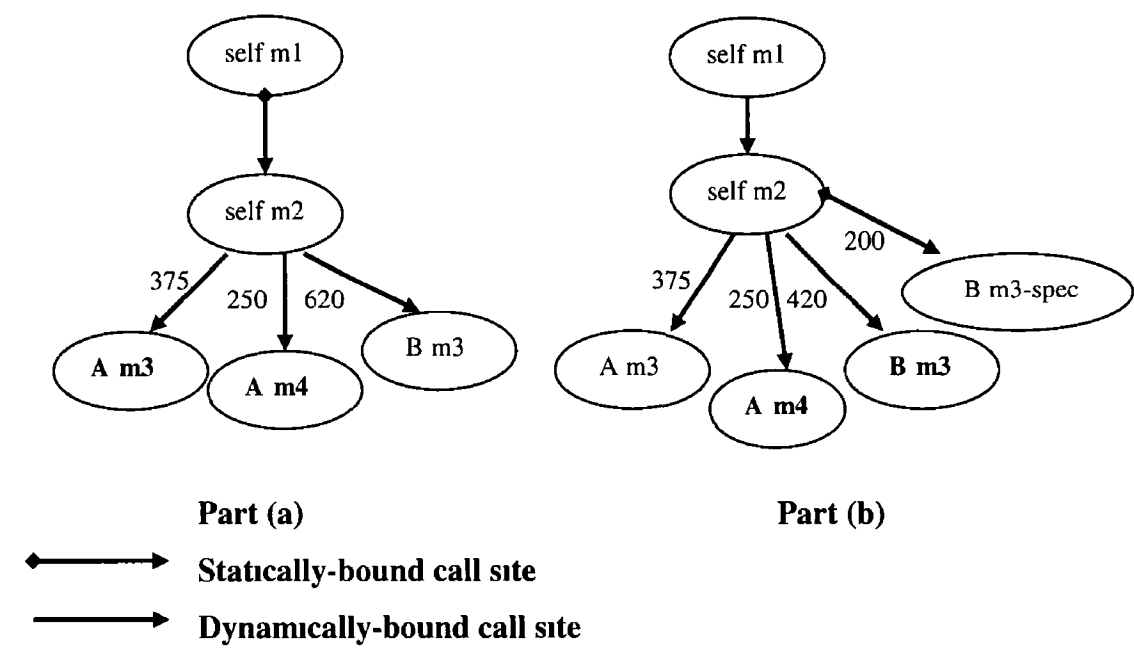 self m1
self m1
self m2
self m2
200
375
250
620
375
250
420
B m3-spec
A m3
A m4
B m3
A m3
A m4
B m3
Part (a)
Part (b)
Statically-bound call site
Dynamically-bound call site